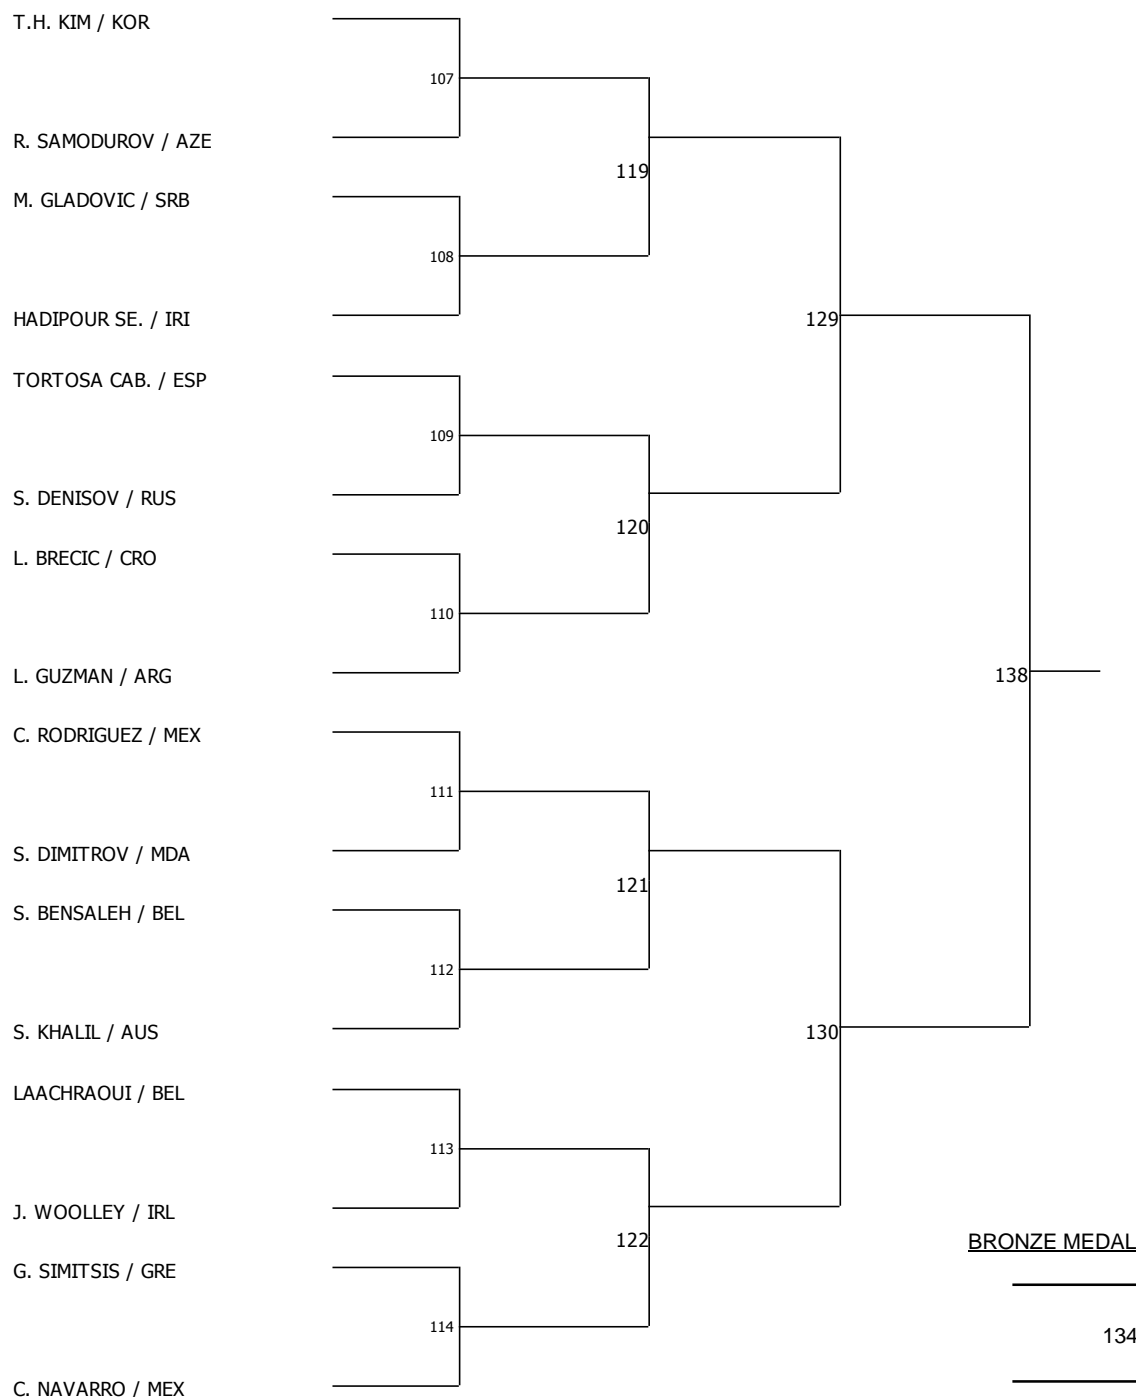 T.H. KIM / KOR
107
R. SAMODUROV / AZE
119
M. GLADOVIC / SRB
108
HADIPOUR SE. / IRI
129
TORTOSA CAB. / ESP
109
S. DENISOV / RUS
120
L. BRECIC / CRO
110
L. GUZMAN / ARG
138
C. RODRIGUEZ / MEX
111
S. DIMITROV / MDA
121
S. BENSALEH / BEL
112
S. KHALIL / AUS
130
LAACHRAOUI / BEL
113
J. WOOLLEY / IRL
122
BRONZE MEDAL
G. SIMITSIS / GRE
114
134
C. NAVARRO / MEX